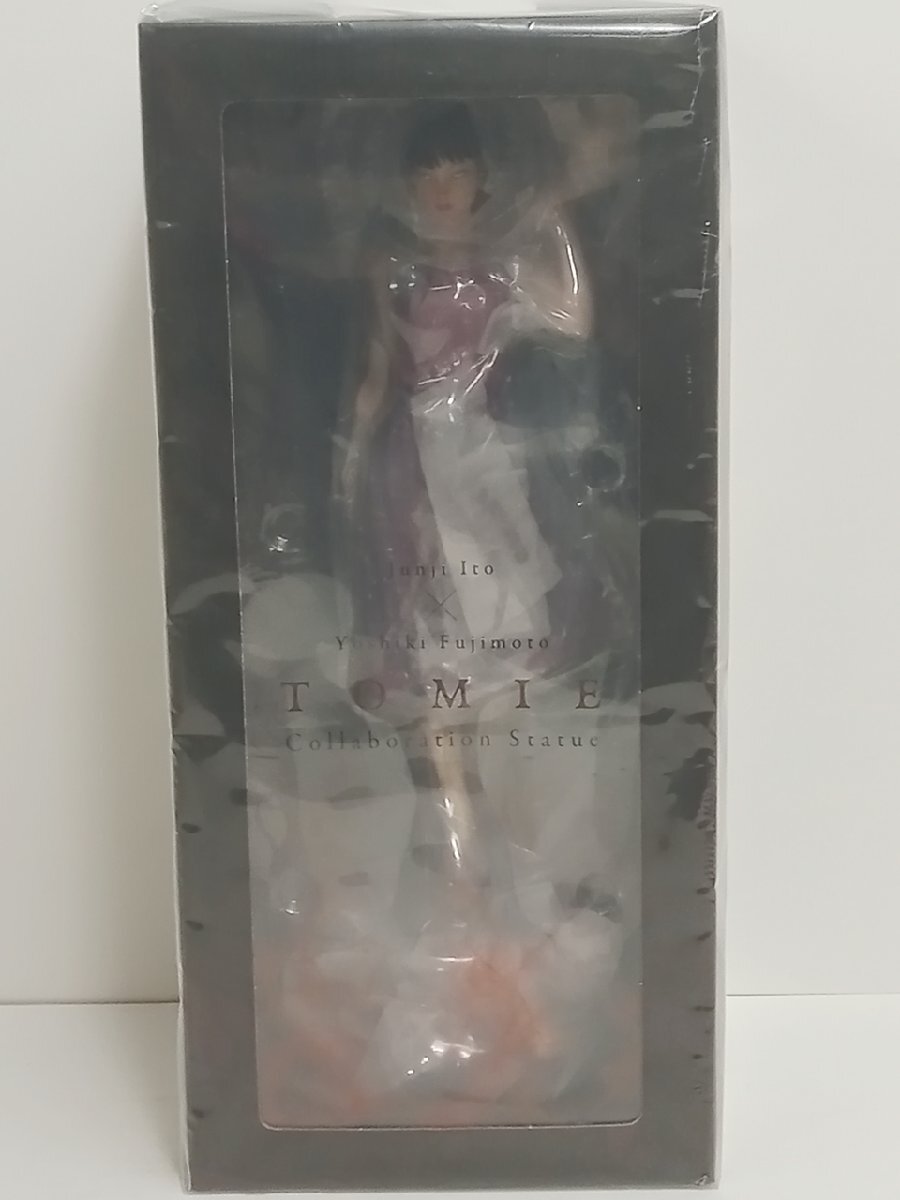 Junji Ito
×
Yoshiki Fujimoto
TOMIE
Collaboration Statue